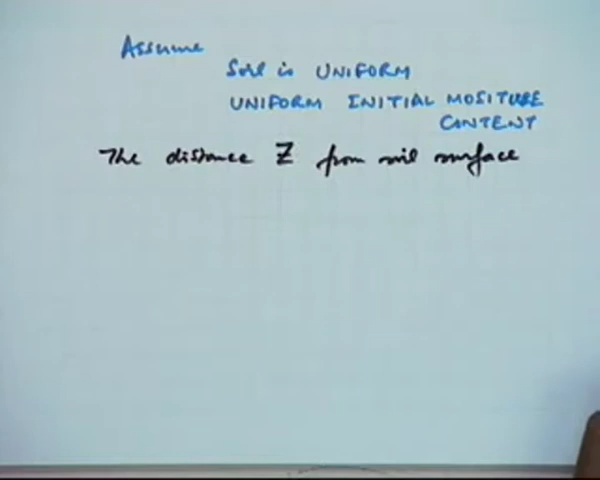 Assume
Soil is UNIFORM
UNIFORM INITIAL MOSITURE
CONTENT
The distance Z from soil surface